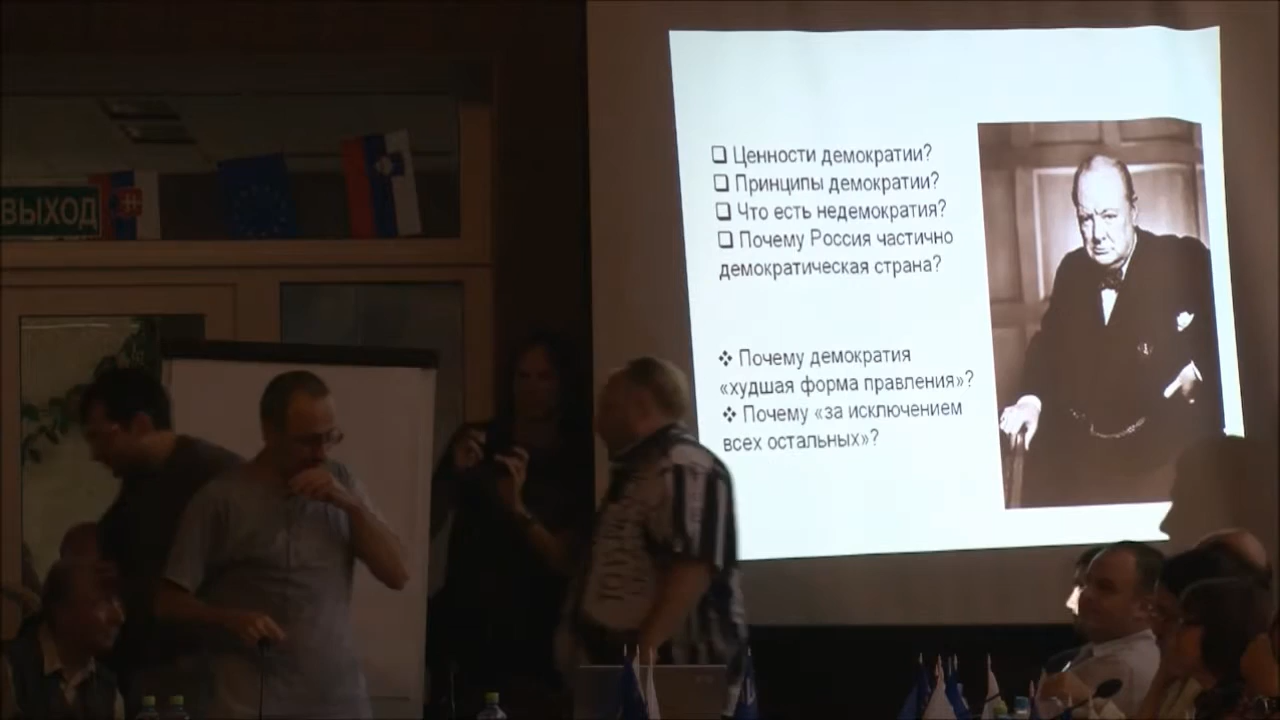 ВЫХОД
❑ Ценности демократии?
❑ Принципы демократии?
❑ Что есть недемократия?
❑ Почему Россия частично
демократическая страна?
❖ Почему демократия
«худшая форма правления»?
❖ Почему «за исключением
всех остальных»?